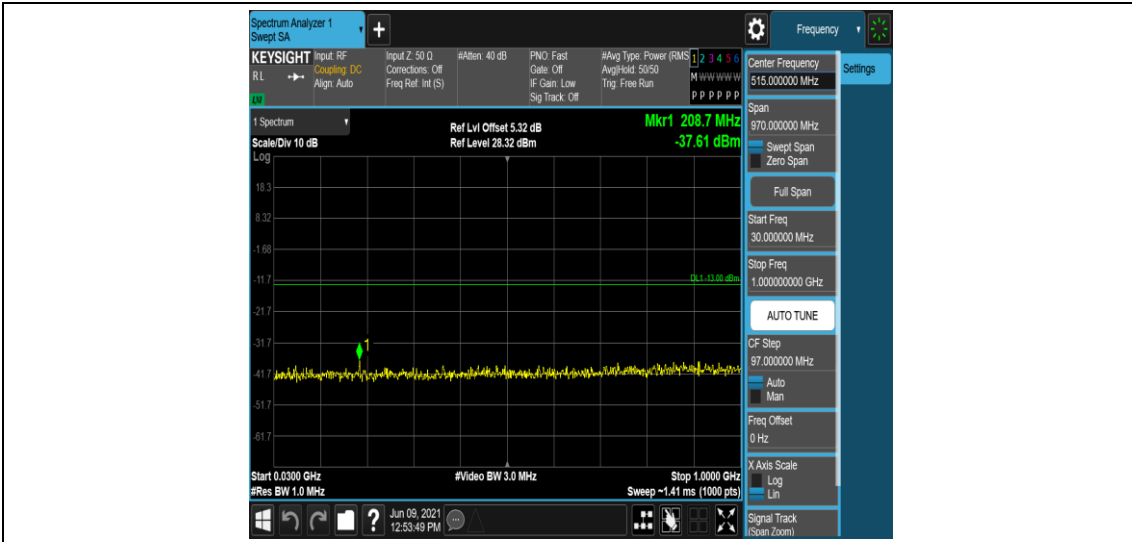 Spectrum Analyzer 1
Swept SA
+
Frequency
KEYSIGHT
RL
LXI
Input: RF
Coupling: DC
Align: Auto
Input Z: 50 Ω
Corrections: Off
Freq Ref: Int (S)
#Atten: 40 dB
PNO: Fast
Gate: Off
IF Gain: Low
Sig Track: Off
#Avg Type: Power (RMS
Avg|Hold: 50/50
Trig: Free Run
1 2 3 4 5 6
M W W W W W
P P P P P P
1 Spectrum
Scale/Div 10 dB
Log
Ref Lvl Offset 5.32 dB
Ref Level 28.32 dBm
Mkr1 208.7 MHz
-37.61 dBm
18.3
8.32
-1.68
-11.7
DL1 -13.00 dBm
-21.7
-31.7
1
-41.7
-51.7
-61.7
Start 0.0300 GHz
#Res BW 1.0 MHz
#Video BW 3.0 MHz
Stop 1.0000 GHz
Sweep ~1.41 ms (1000 pts)
?
Jun 09, 2021
12:53:49 PM
Center Frequency
515.000000 MHz
Span
970.000000 MHz
Swept Span
Zero Span
Full Span
Start Freq
30.000000 MHz
Stop Freq
1.000000000 GHz
AUTO TUNE
CF Step
97.000000 MHz
Auto
Man
Freq Offset
0 Hz
X Axis Scale
Log
Lin
Signal Track
(Span Zoom)
Settings